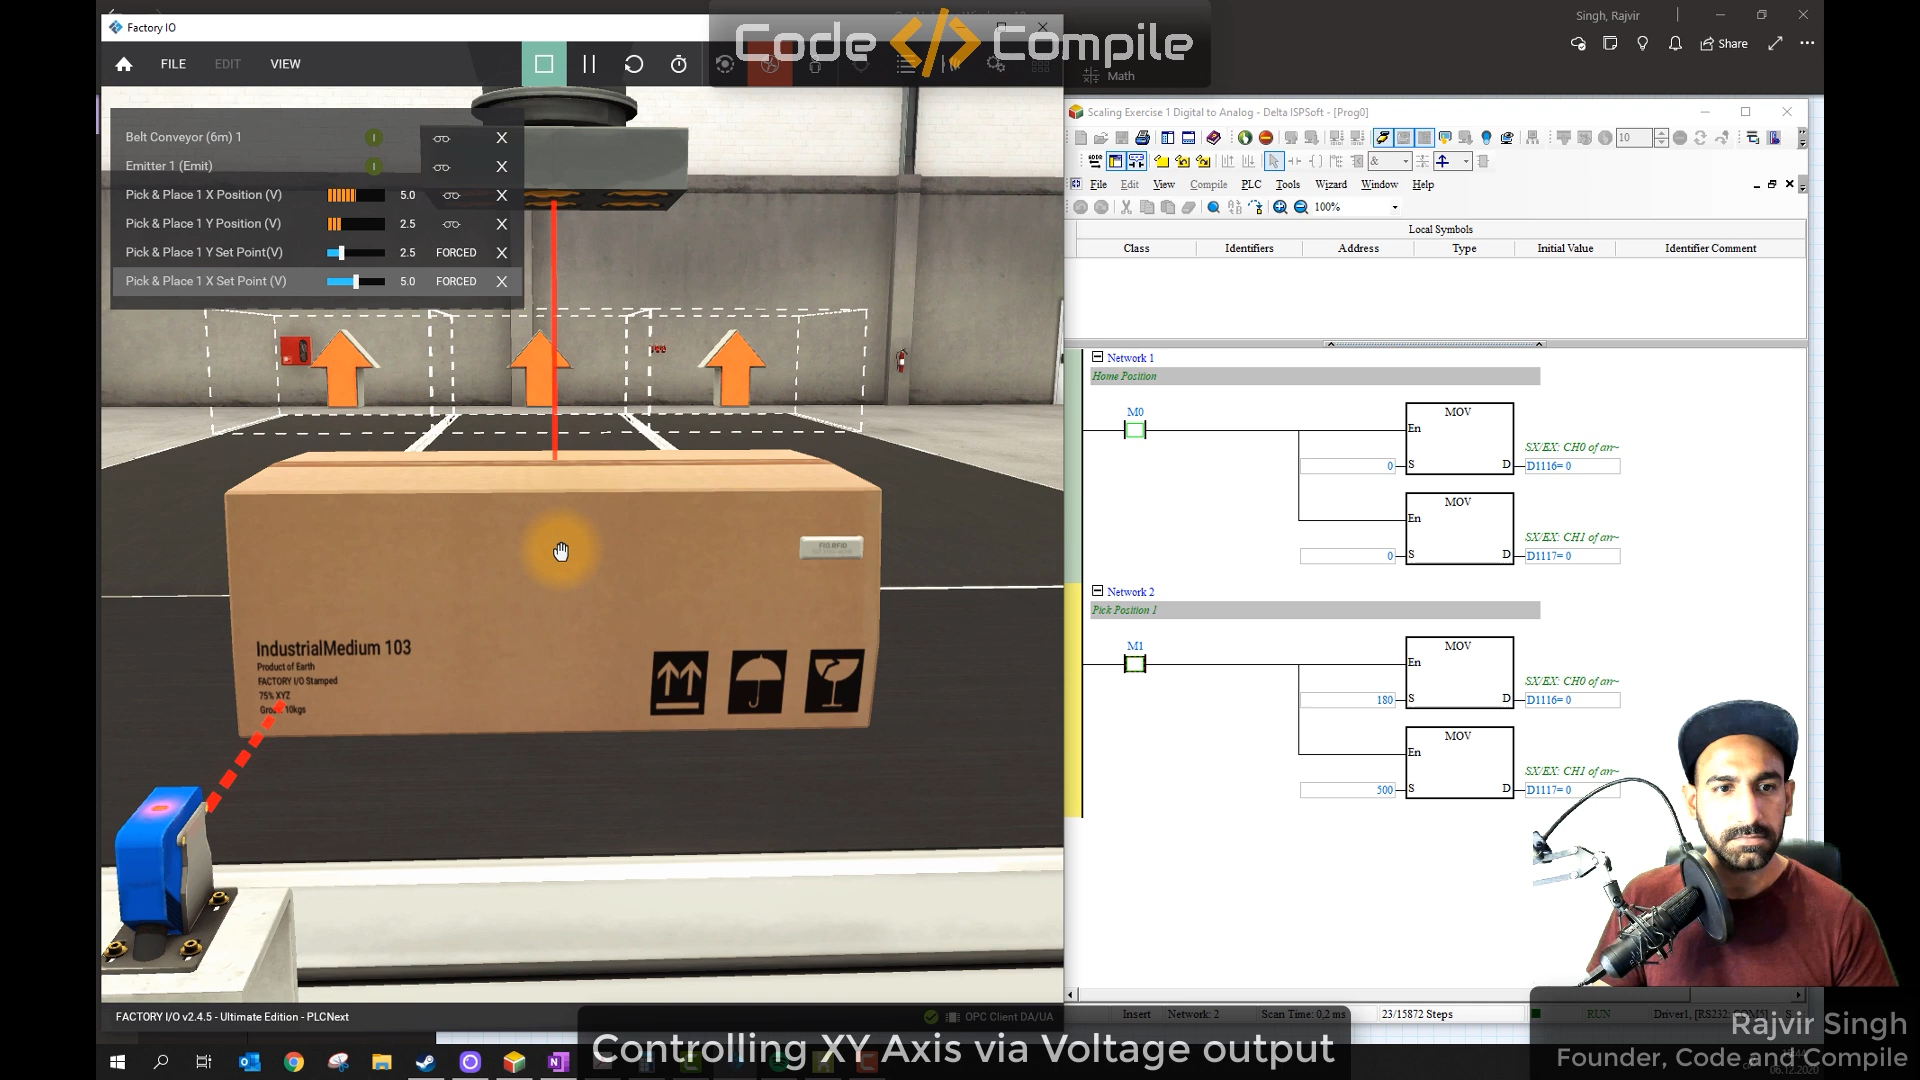 Factory IO
Code </> Compile
Singh, Rajvir
Share
Math
FILE EDIT VIEW
Belt Conveyor (6m) 1 X
Emitter 1 (Emit) X
Pick & Place 1 X Position (V) 5.0 X
Pick & Place 1 Y Position (V) 2.5 X
Pick & Place 1 Y Set Point(V) 2.5 FORCED X
Pick & Place 1 X Set Point (V) 5.0 FORCED X
FIO.RFID
IndustrialMedium 103
Product of Earth
FACTORY I/O Stamped
75% XYZ
10kgs
FACTORY I/O v2.4.5 - Ultimate Edition - PLCNext
OPC Client DA/UA
Scaling Exercise 1 Digital to Analog - Delta ISPSoft - [Prog0]
10
File Edit View Compile PLC Tools Wizard Window Help
100%
Local Symbols
Class Identifiers Address Type Initial Value Identifier Comment
Network 1
Home Position
M0
MOV
En
SX/EX: CH0 of an~
0 S D D1116= 0
MOV
En
SX/EX: CH1 of an~
0 S D D1117= 0
Network 2
Pick Position 1
M1
MOV
En
SX/EX: CH0 of an~
180 S D D1116= 0
MOV
En
SX/EX: CH1 of an~
500 S D D1117= 0
Insert Network: 2 Scan Time: 0,2 ms 23/15872 Steps RUN
Controlling XY Axis via Voltage output
Rajvir Singh
Founder, Code and Compile
06.12.2020